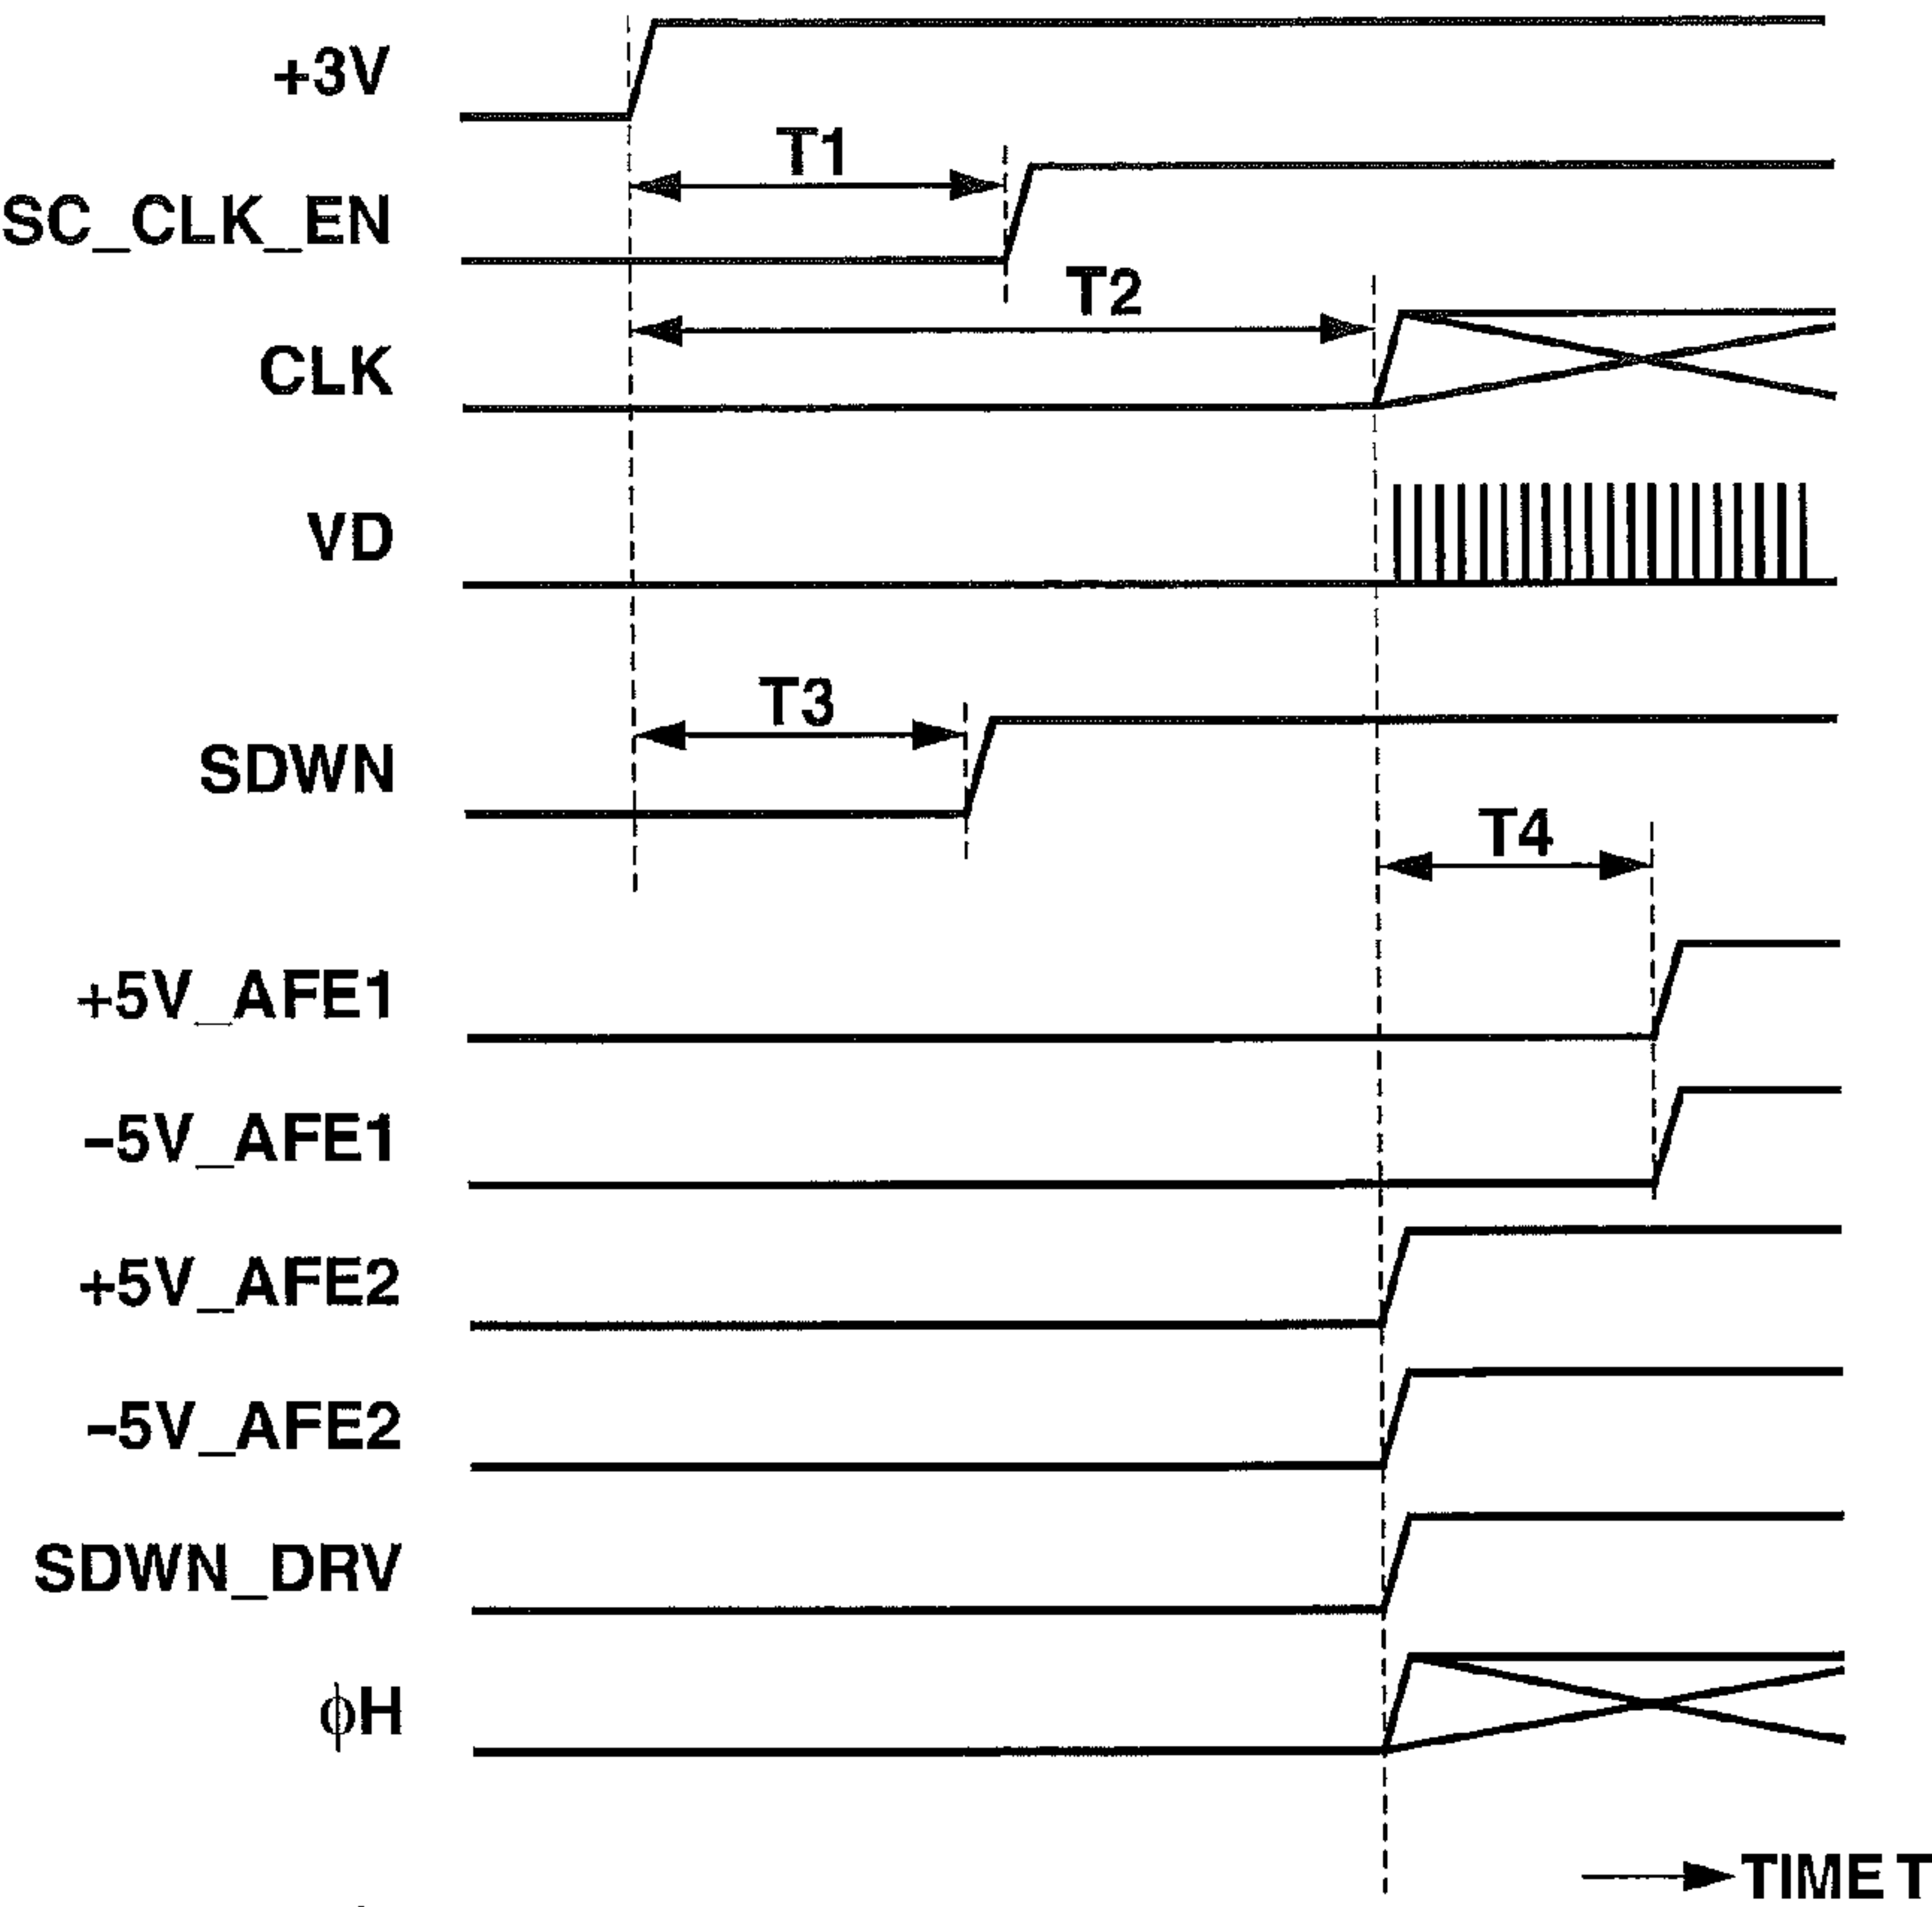 +3V
T1
SC_CLK_EN
T2
CLK
VD
T3
SDWN
T4
+5V_AFE1
−5V_AFE1
+5V_AFE2
−5V_AFE2
SDWN_DRV
ϕH
TIME T